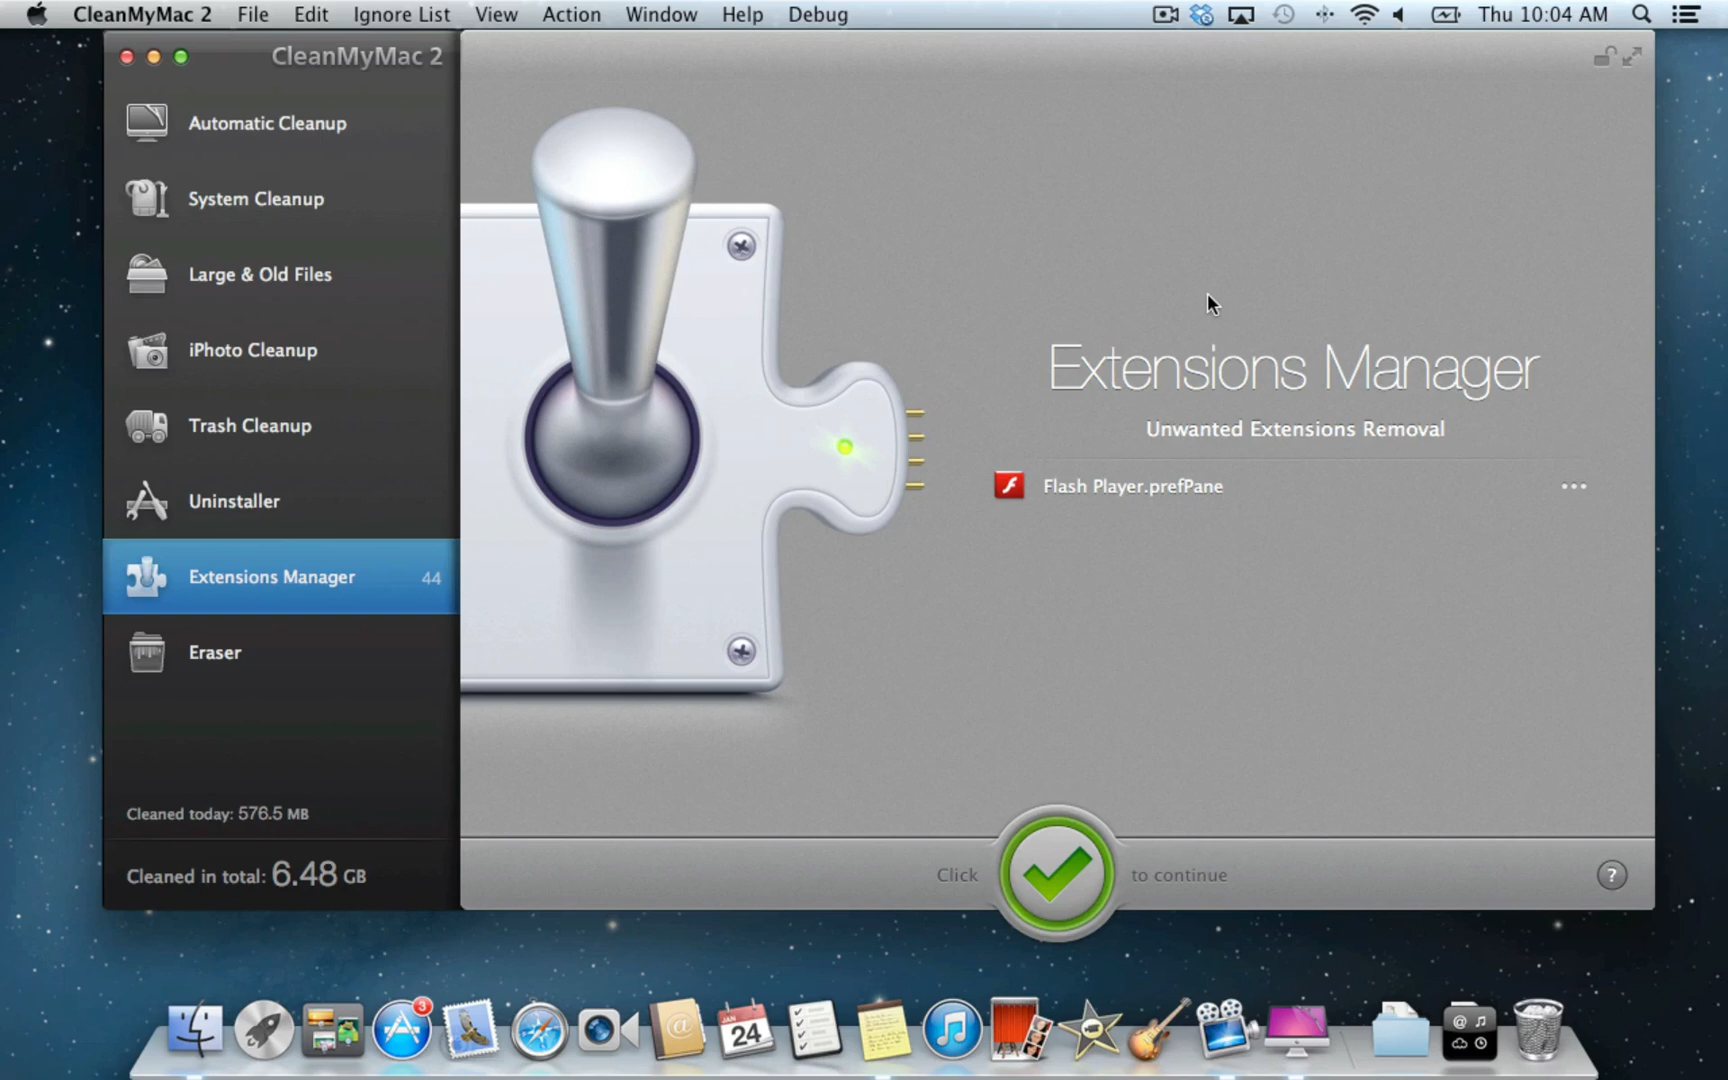 CleanMyMac 2 File Edit Ignore List View Action Window Help Debug Thu 10:04 AM
CleanMyMac 2
Automatic Cleanup
System Cleanup
Large & Old Files
iPhoto Cleanup
Trash Cleanup
Uninstaller
Extensions Manager 44
Eraser
Cleaned today: 576.5 MB
Cleaned in total: 6.48 GB
Extensions Manager
Unwanted Extensions Removal
Flash Player.prefPane ...
Click to continue ?
3
JAN
24
@